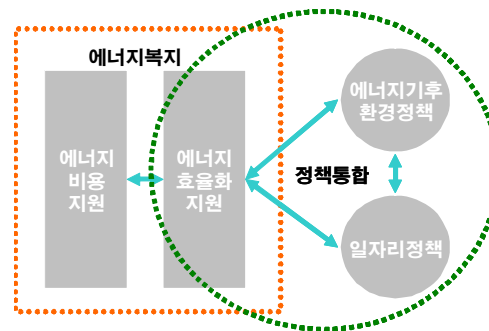 에너지복지
에너지
비용
지원
에너지
효율화
지원
에너지기후
환경정책
정책통합
일자리정책